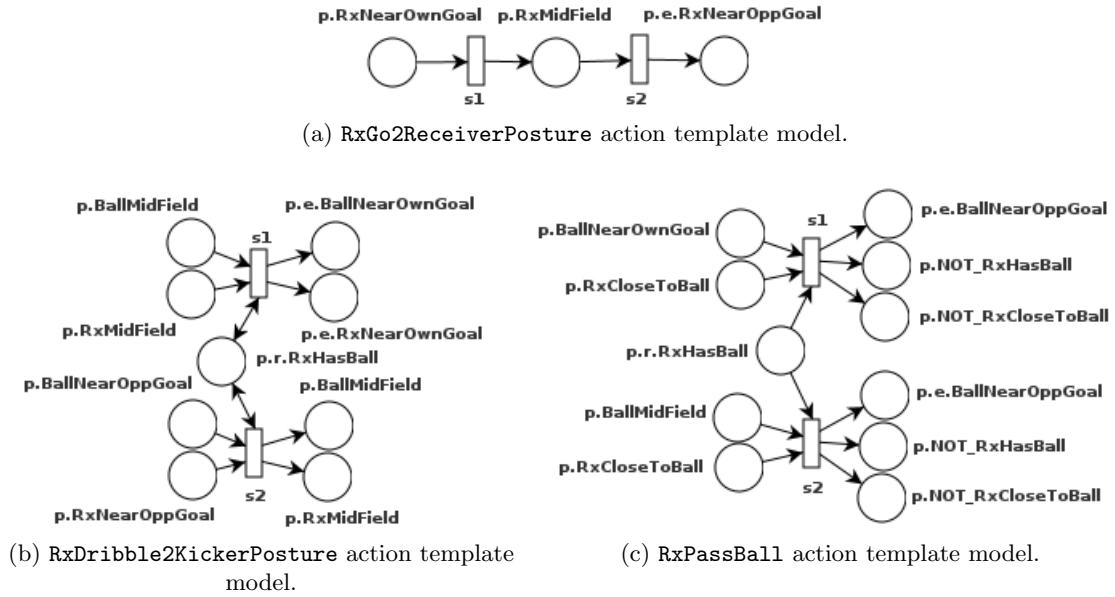 p.RxNearOwnGoal p.RxMidField p.e.RxNearOppGoal
s1 s2
(a) RxGo2ReceiverPosture action template model.
p.BallMidField p.e.BallNearOwnGoal
s1
p.RxMidField p.e.RxNearOwnGoal
p.r.RxHasBall
p.BallNearOppGoal p.BallMidField
s2
p.RxNearOppGoal p.RxMidField
(b) RxDribble2KickerPosture action template
model.
s1 p.e.BallNearOppGoal
p.BallNearOwnGoal
p.NOT_RxHasBall
p.RxCloseToBall
p.NOT_RxCloseToBall
p.r.RxHasBall
p.e.BallNearOppGoal
p.BallMidField
p.NOT_RxHasBall
p.RxCloseToBall
s2 p.NOT_RxCloseToBall
(c) RxPassBall action template model.